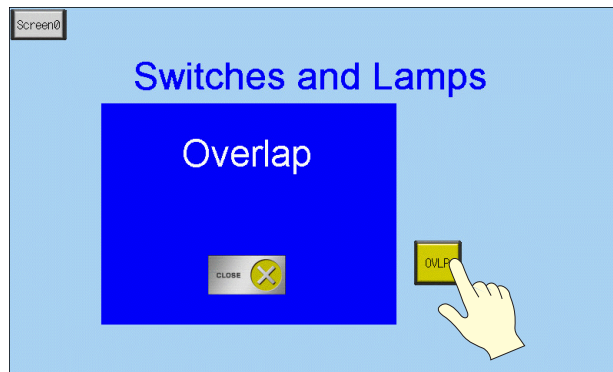 Screen0
Switches and Lamps
Overlap
CLOSE
OVLP